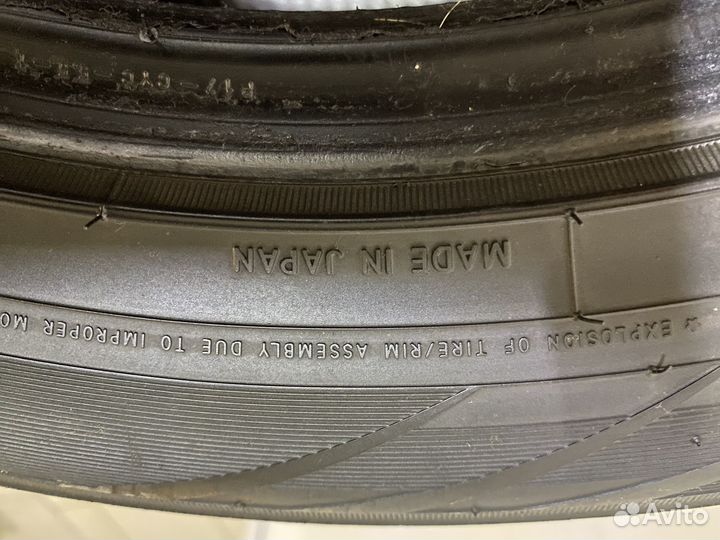 MADE IN JAPAN
☆ EXPLOSION OF TIRE/RIM ASSEMBLY DUE TO IMPROPER MO
Avito